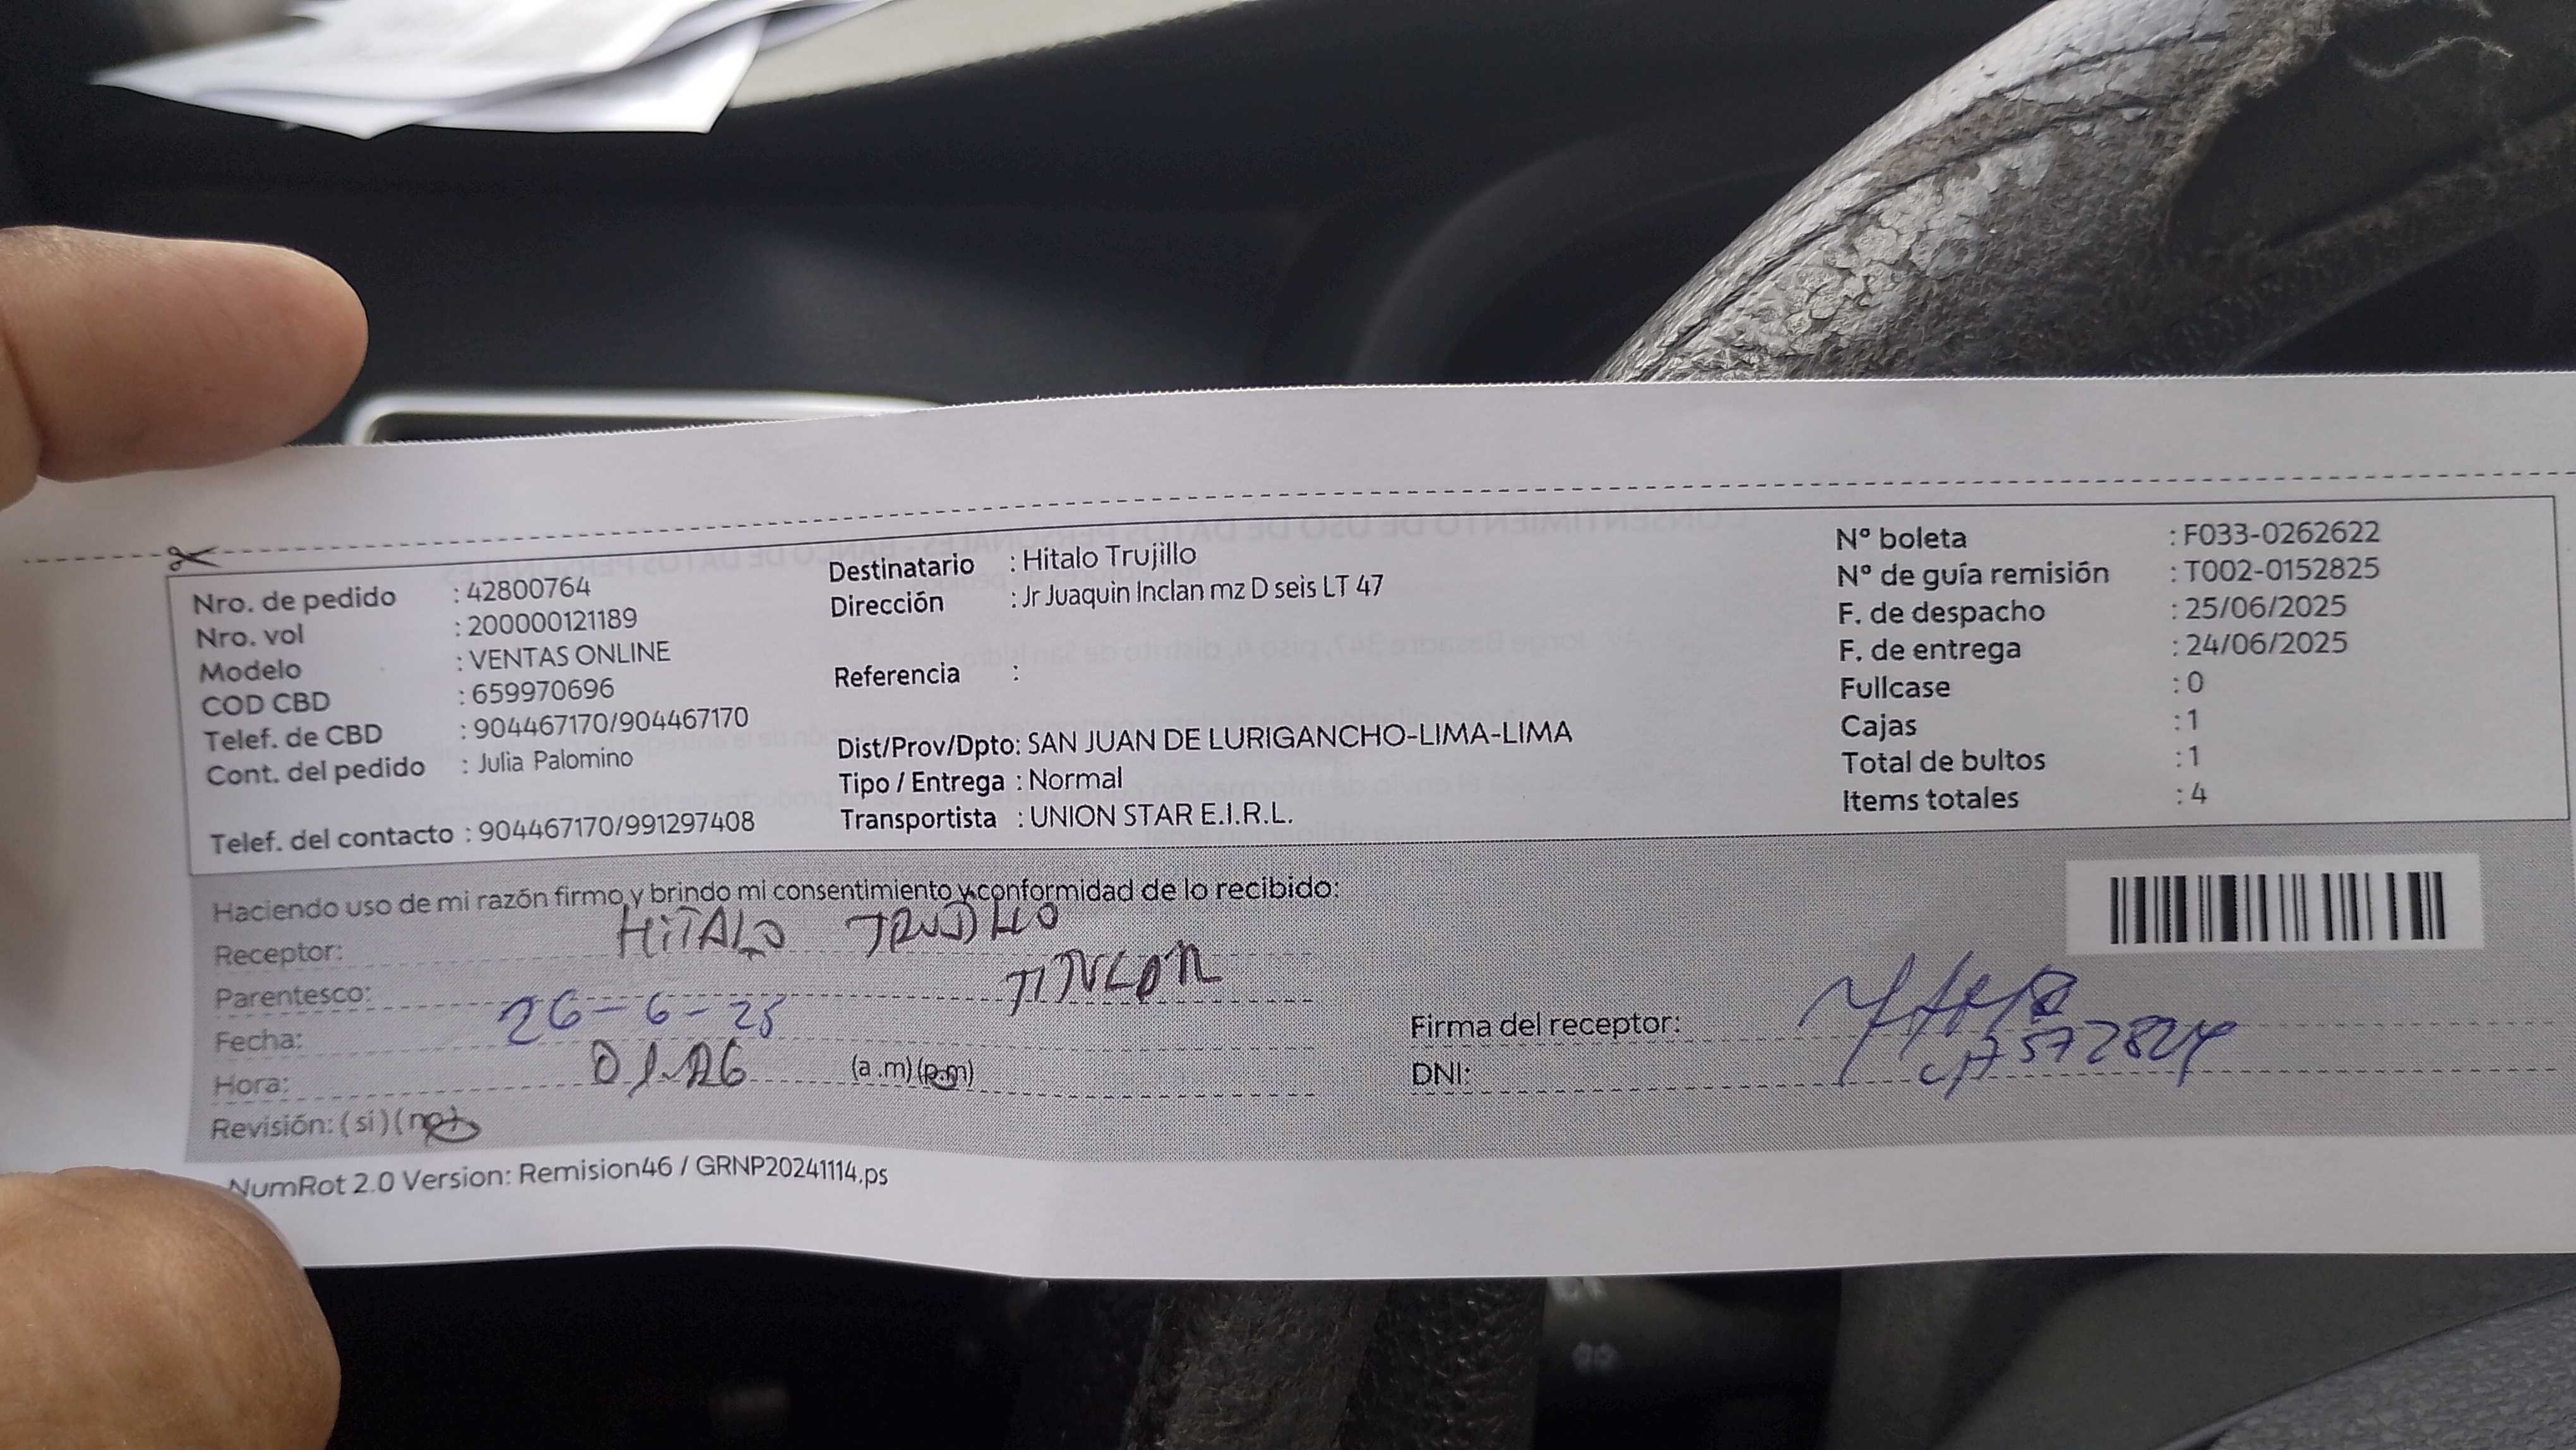 Nro. de pedido : 42800764
Nro. vol : 200000121189
Modelo : VENTAS ONLINE
COD CBD : 659970696
Telef. de CBD : 904467170/904467170
Cont. del pedido : Julia Palomino
Telef. del contacto : 904467170/991297408
Destinatario : Hitalo Trujillo
Dirección : Jr Juaquin Inclan mz D seis LT 47
Referencia :
Dist/Prov/Dpto: SAN JUAN DE LURIGANCHO-LIMA-LIMA
Tipo / Entrega : Normal
Transportista : UNION STAR E.I.R.L.
Nº boleta : F033-0262622
Nº de guía remisión : T002-0152825
F. de despacho : 25/06/2025
F. de entrega : 24/06/2025
Fullcase : 0
Cajas : 1
Total de bultos : 1
Items totales : 4
Haciendo uso de mi razón firmo y brindo mi consentimiento y conformidad de lo recibido:
Receptor: HiTALO TRUJILLO
Parentesco: TITULAR
Fecha: 26-6-25
Hora: (a.m)(p.m)
Revisión: (si)(no)
Firma del receptor:
DNI:
NumRot 2.0 Version: Remision46 / GRNP20241114.ps